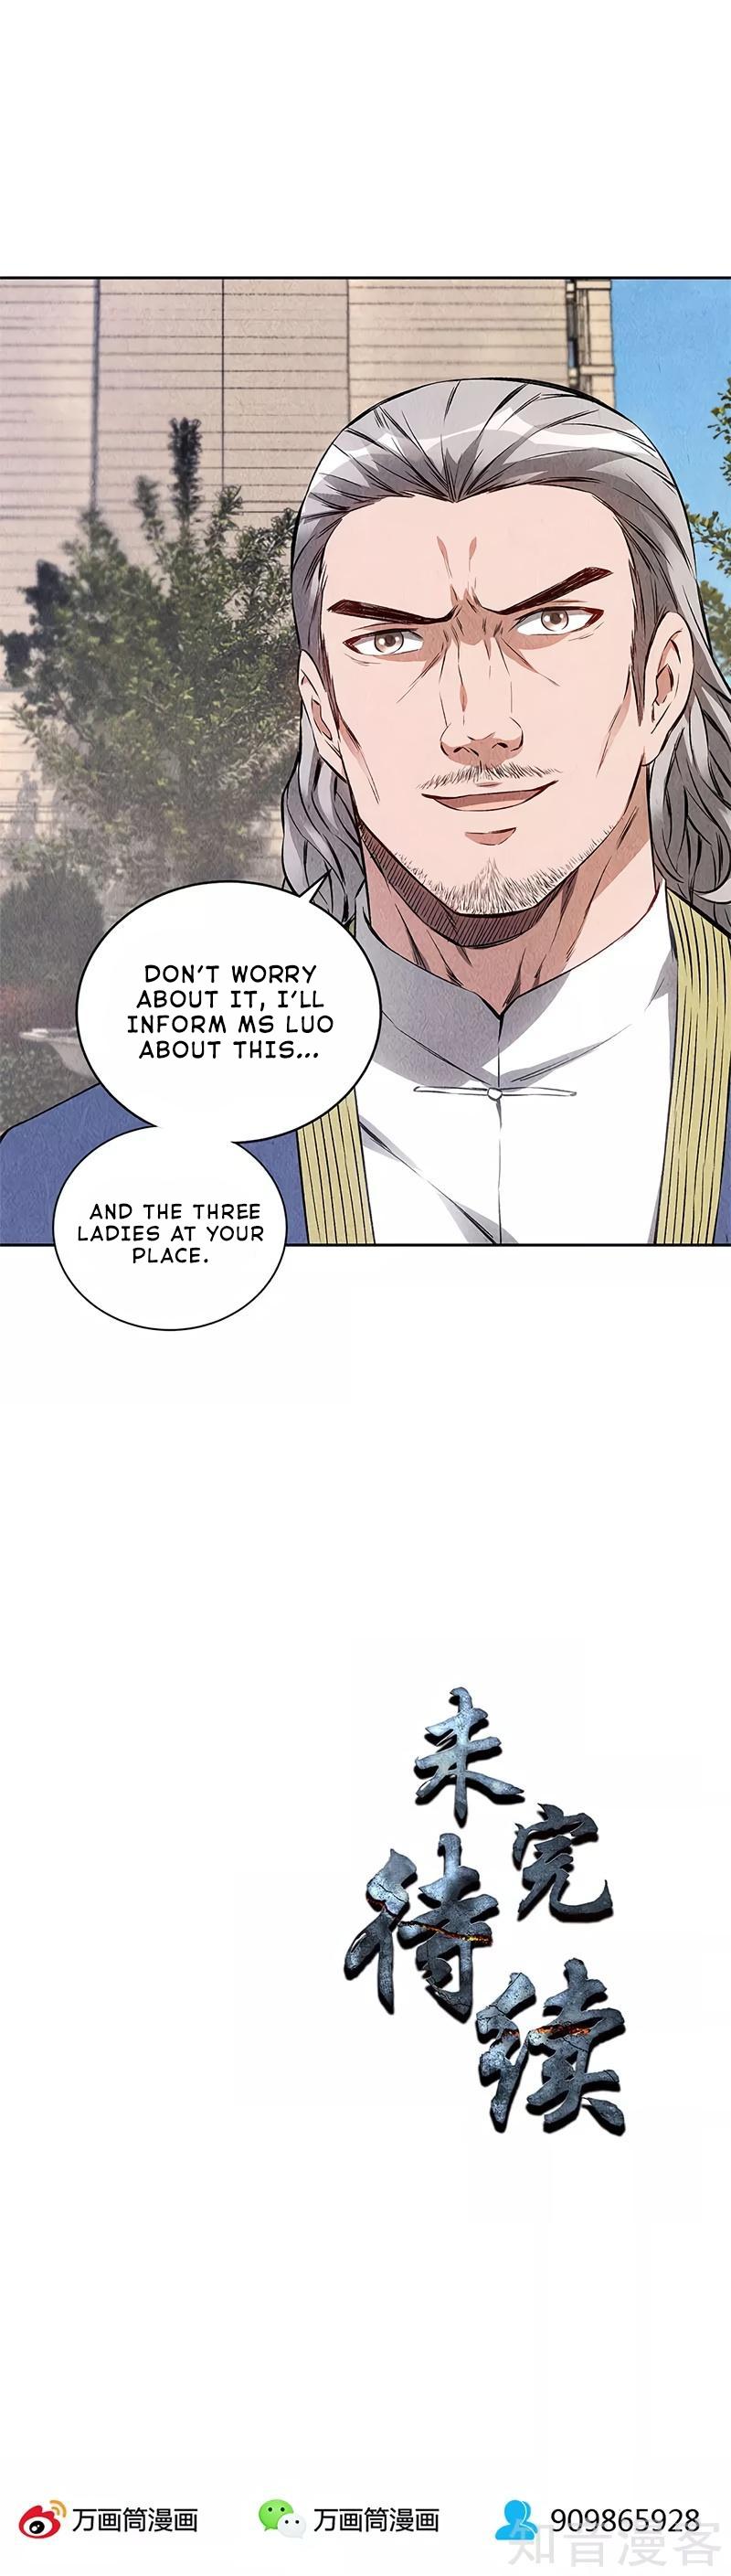 DON'T WORRY
ABOUT IT, I'LL
INFORM MS LUO
ABOUT THIS...
AND THE THREE
LADIES AT YOUR
PLACE.
未完
待续
万画筒漫画
万画筒漫画
909865928
知音漫客